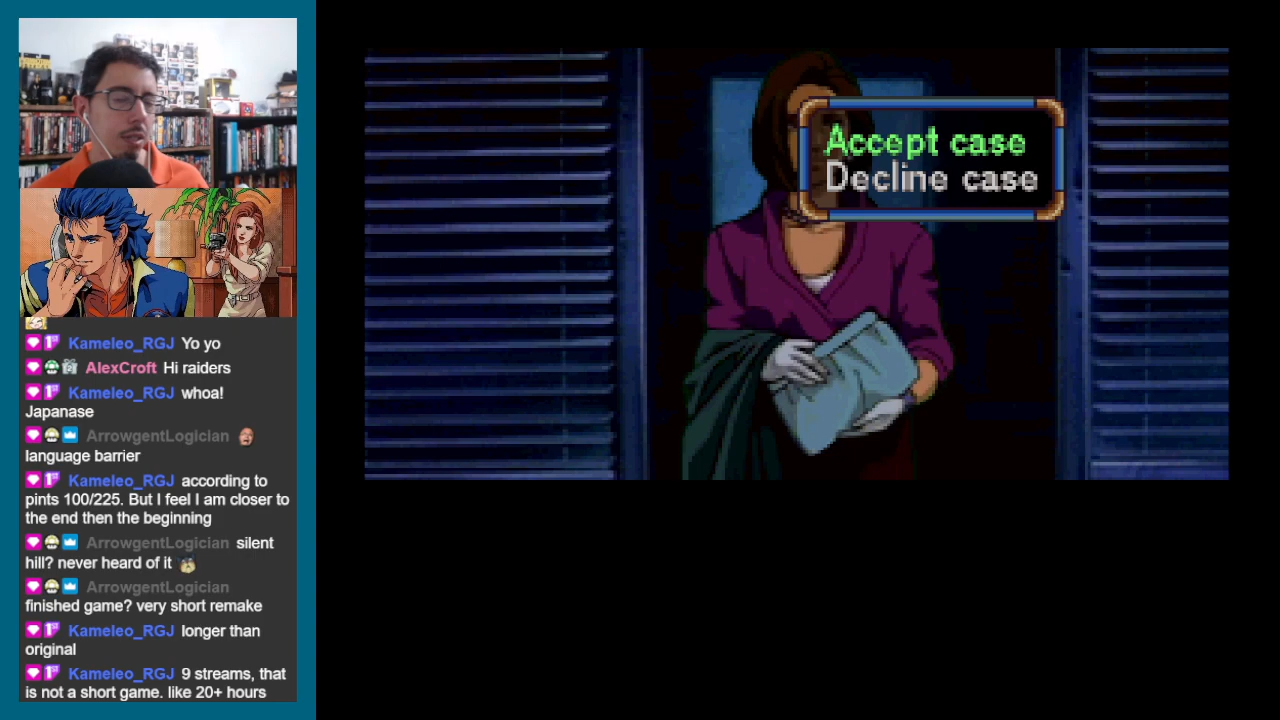 Kameleo_RGJ Yo yo
AlexCroft Hi raiders
Kameleo_RGJ whoa!
Japanase
ArrowgentLogician
language barrier
Kameleo_RGJ according to
pints 100/225. But I feel I am closer to
the end then the beginning
ArrowgentLogician silent
hill? never heard of it
ArrowgentLogician
finished game? very short remake
Kameleo_RGJ longer than
original
Kameleo_RGJ 9 streams, that
is not a short game. like 20+ hours
Accept case
Decline case